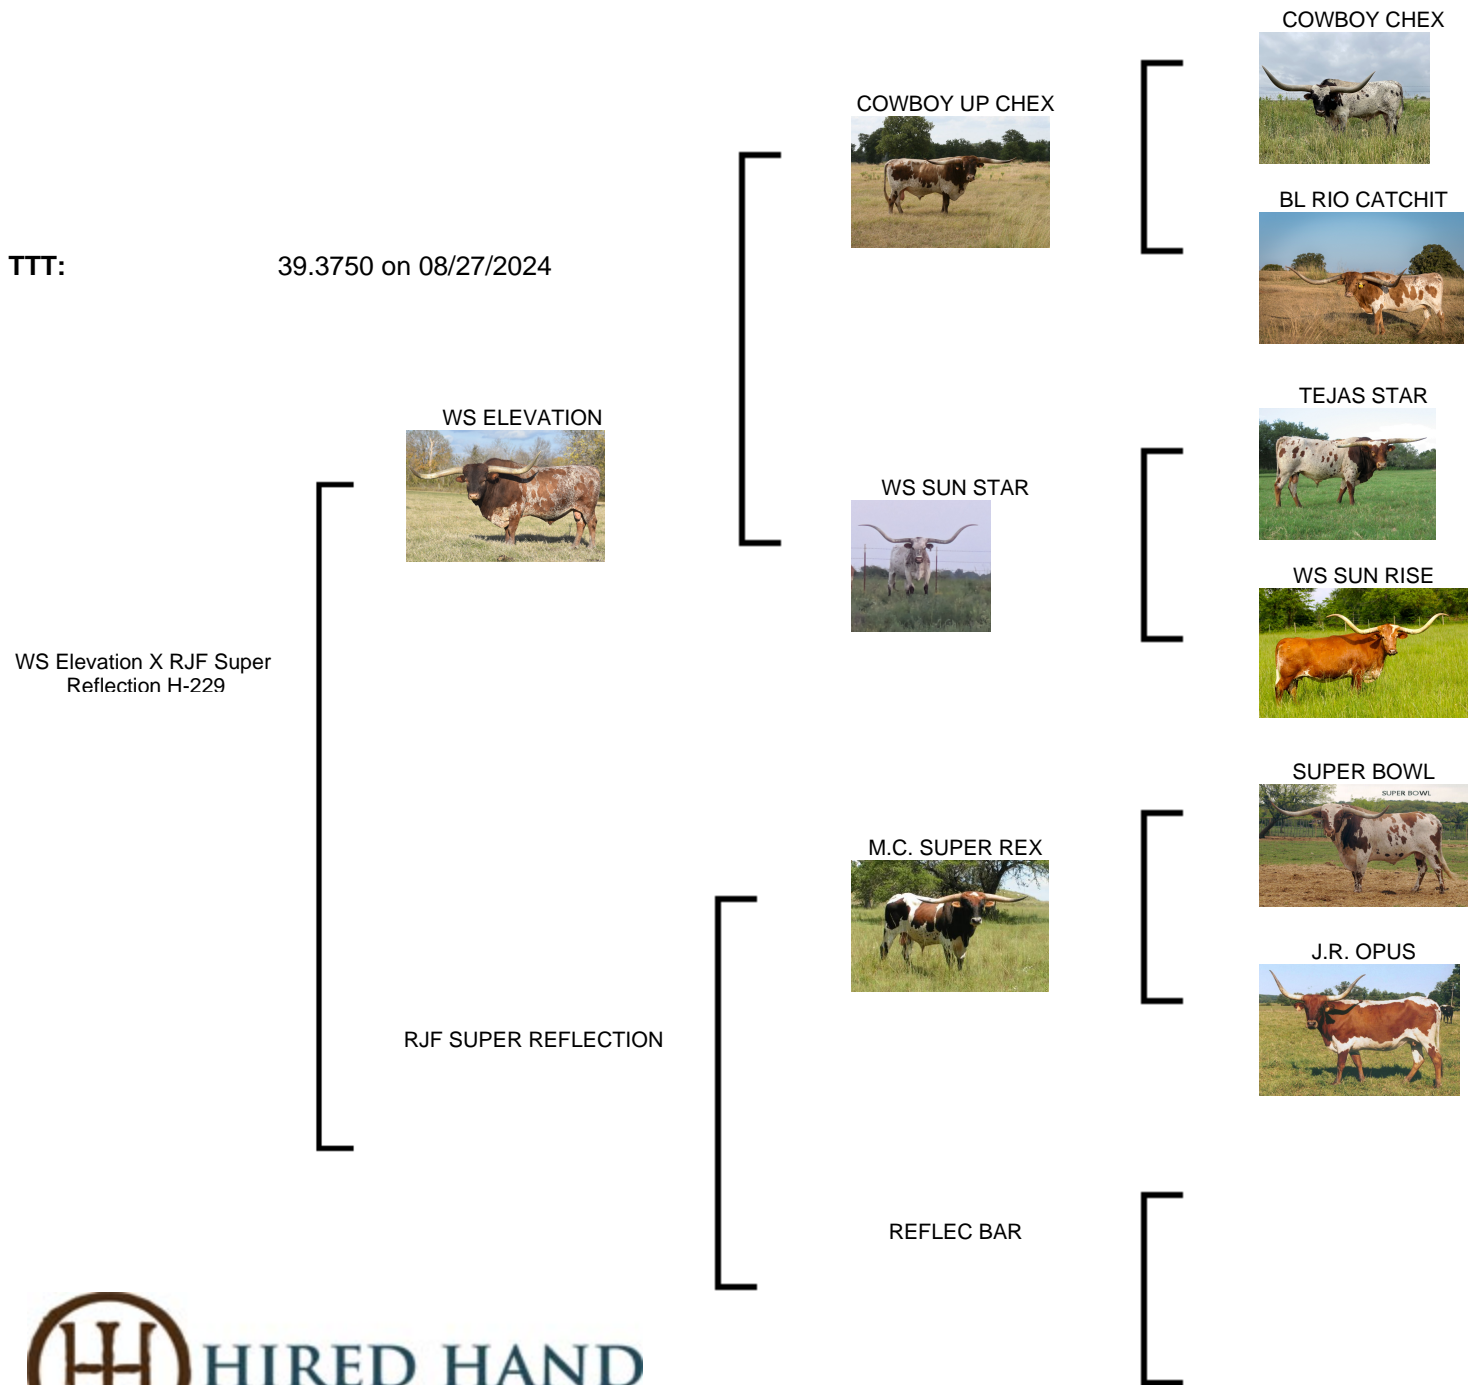 COWBOY CHEX
COWBOY UP CHEX
BL RIO CATCHIT
TTT: 39.3750 on 08/27/2024
TEJAS STAR
WS ELEVATION
WS SUN STAR
WS SUN RISE
WS Elevation X RJF Super
Reflection H-229
SUPER BOWL
SUPER BOWL
M.C. SUPER REX
J.R. OPUS
RJF SUPER REFLECTION
REFLEC BAR
HIRED HAND